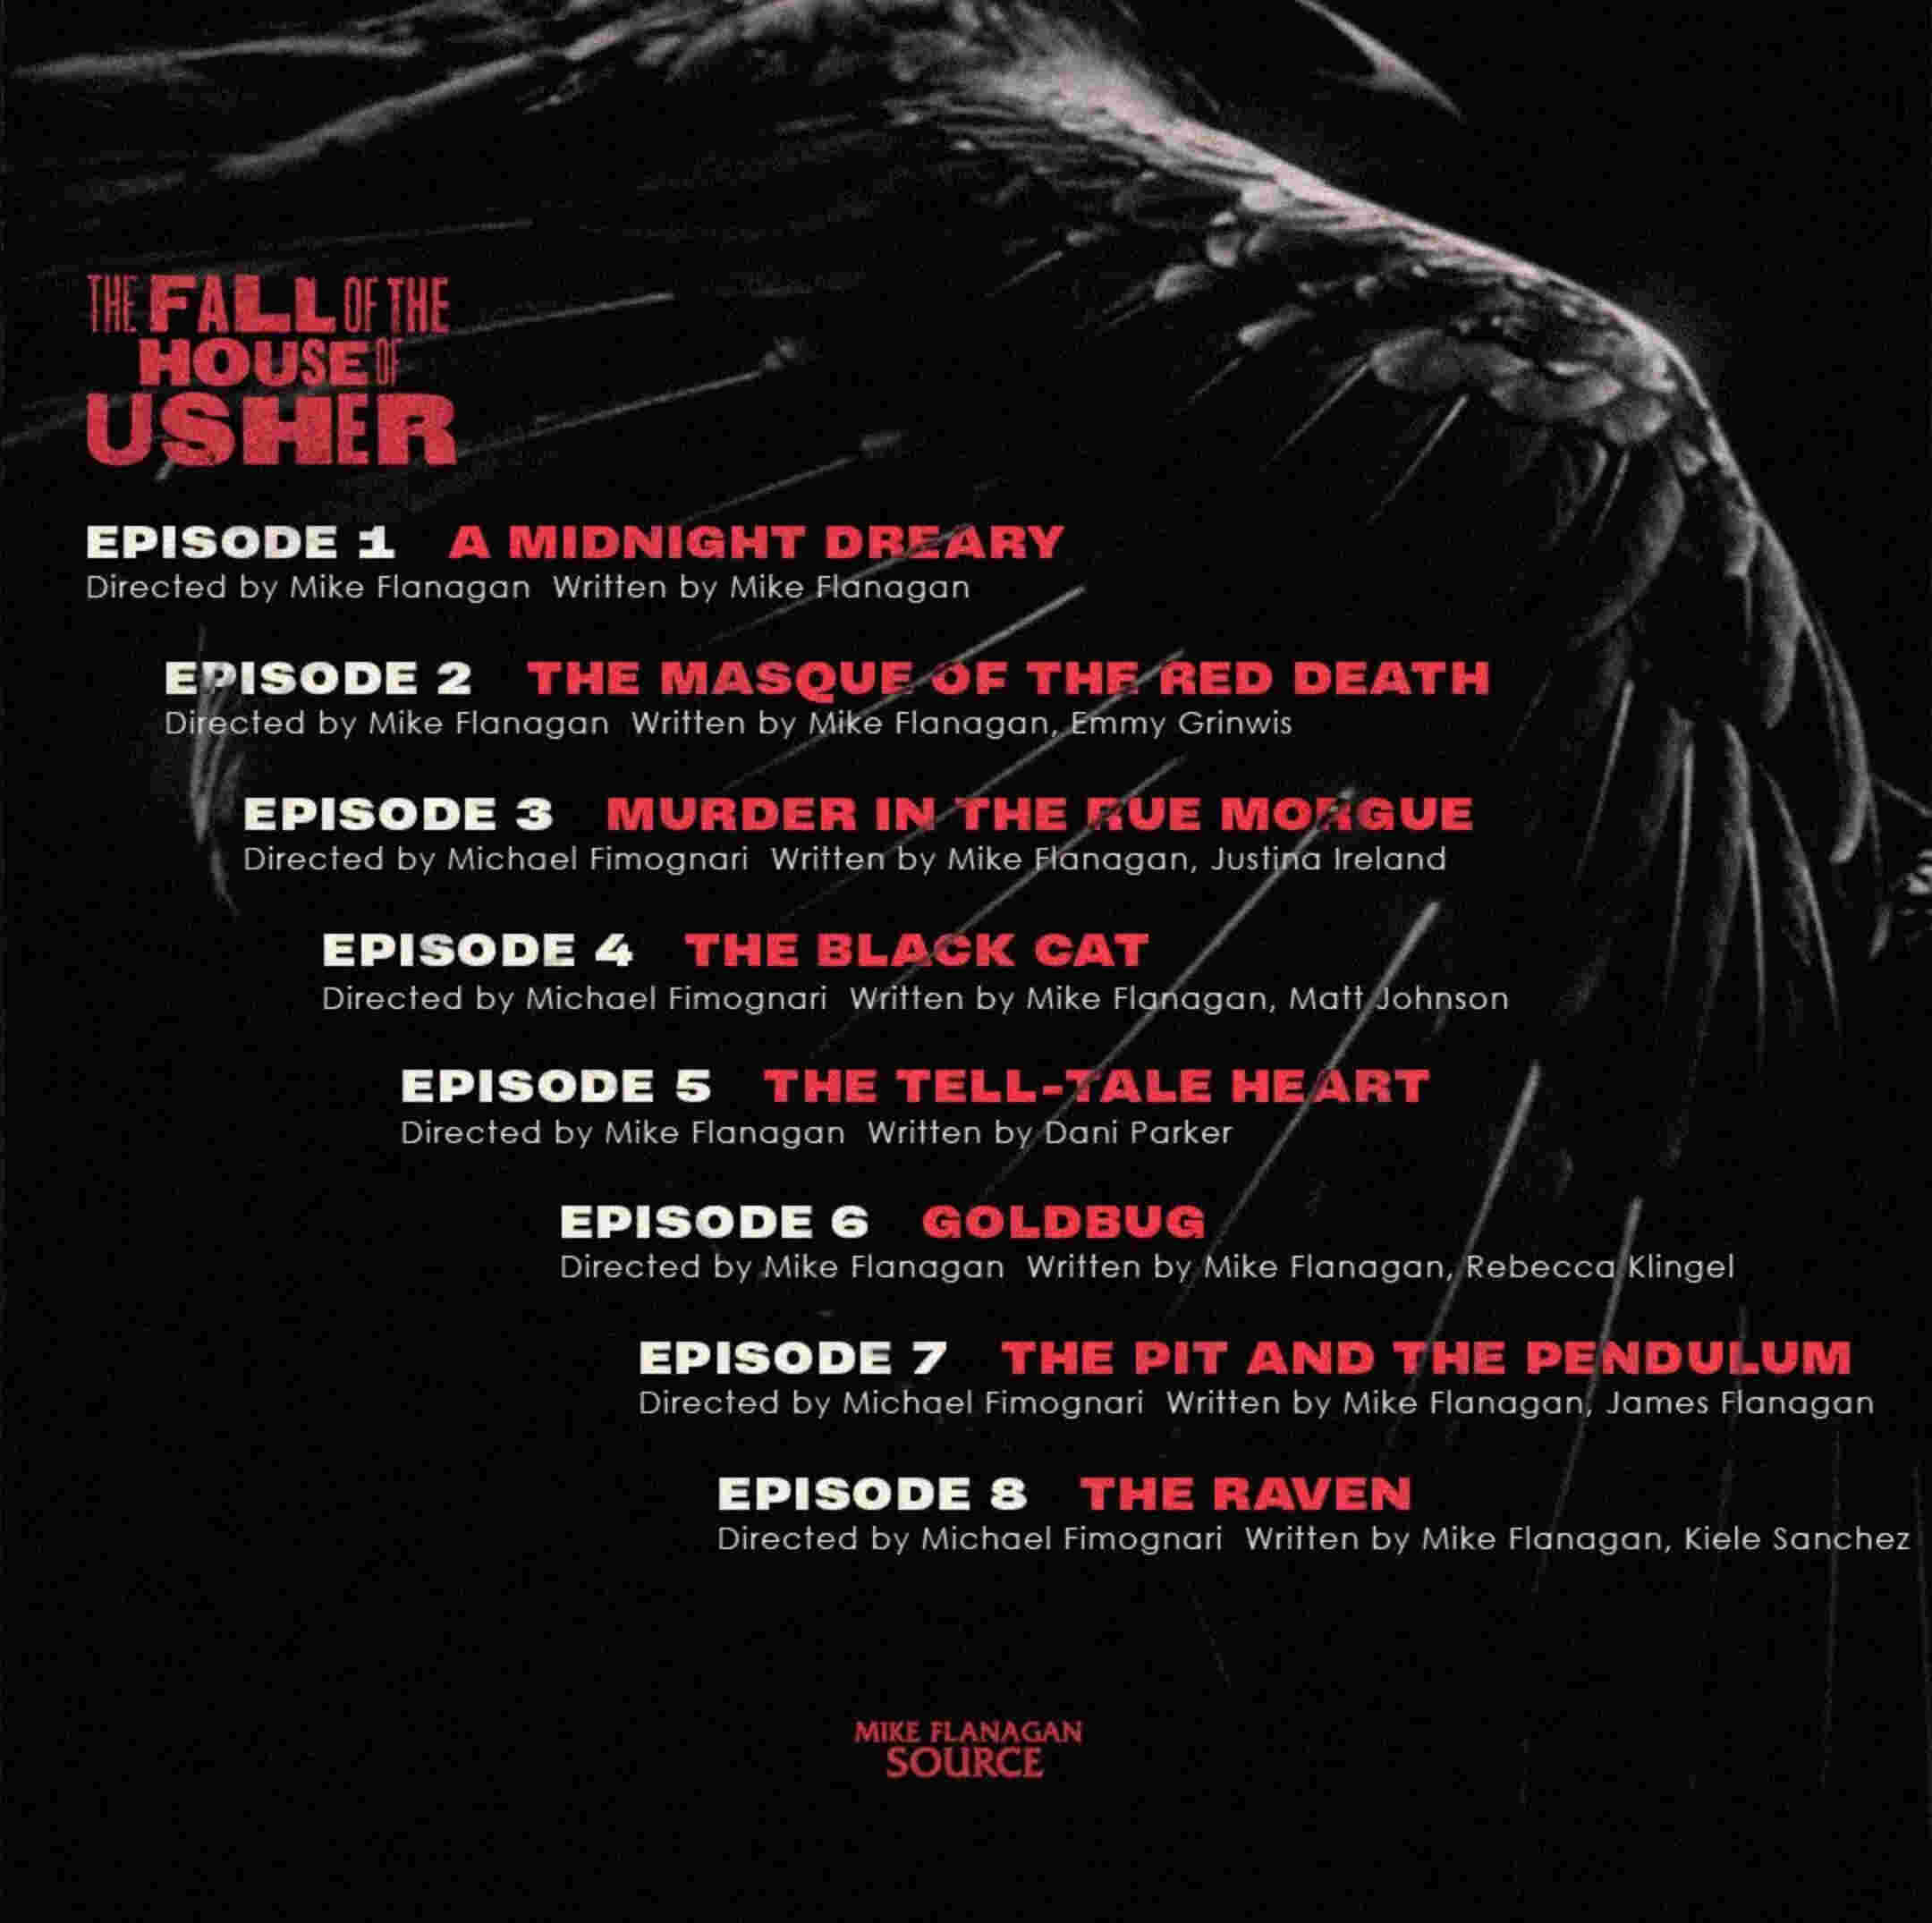 THE FALL OF THE
HOUSE OF
USHER
EPISODE 1 A MIDNIGHT DREARY
Directed by Mike Flanagan Written by Mike Flanagan
EPISODE 2 THE MASQUE OF THE RED DEATH
Directed by Mike Flanagan Written by Mike Flanagan, Emmy Grinwis
EPISODE 3 MURDER IN THE RUE MORGUE
Directed by Michael Fimognari Written by Mike Flanagan, Justina Ireland
EPISODE 4 THE BLACK CAT
Directed by Michael Fimognari Written by Mike Flanagan, Matt Johnson
EPISODE 5 THE TELL-TALE HEART
Directed by Mike Flanagan Written by Dani Parker
EPISODE 6 GOLDBUG
Directed by Mike Flanagan Written by Mike Flanagan, Rebecca Klingel
EPISODE 7 THE PIT AND THE PENDULUM
Directed by Michael Fimognari Written by Mike Flanagan, James Flanagan
EPISODE 8 THE RAVEN
Directed by Michael Fimognari Written by Mike Flanagan, Kiele Sanchez
MIKE FLANAGAN
SOURCE